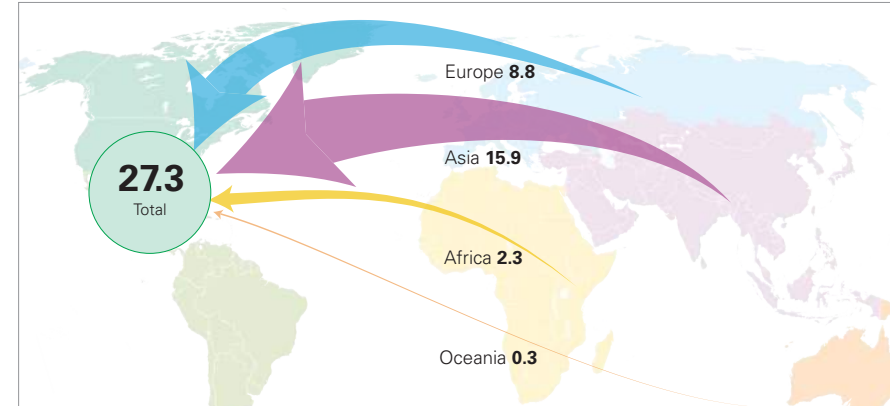 Europe 8.8
Asia 15.9
27.3
Total
Africa 2.3
Oceania 0.3